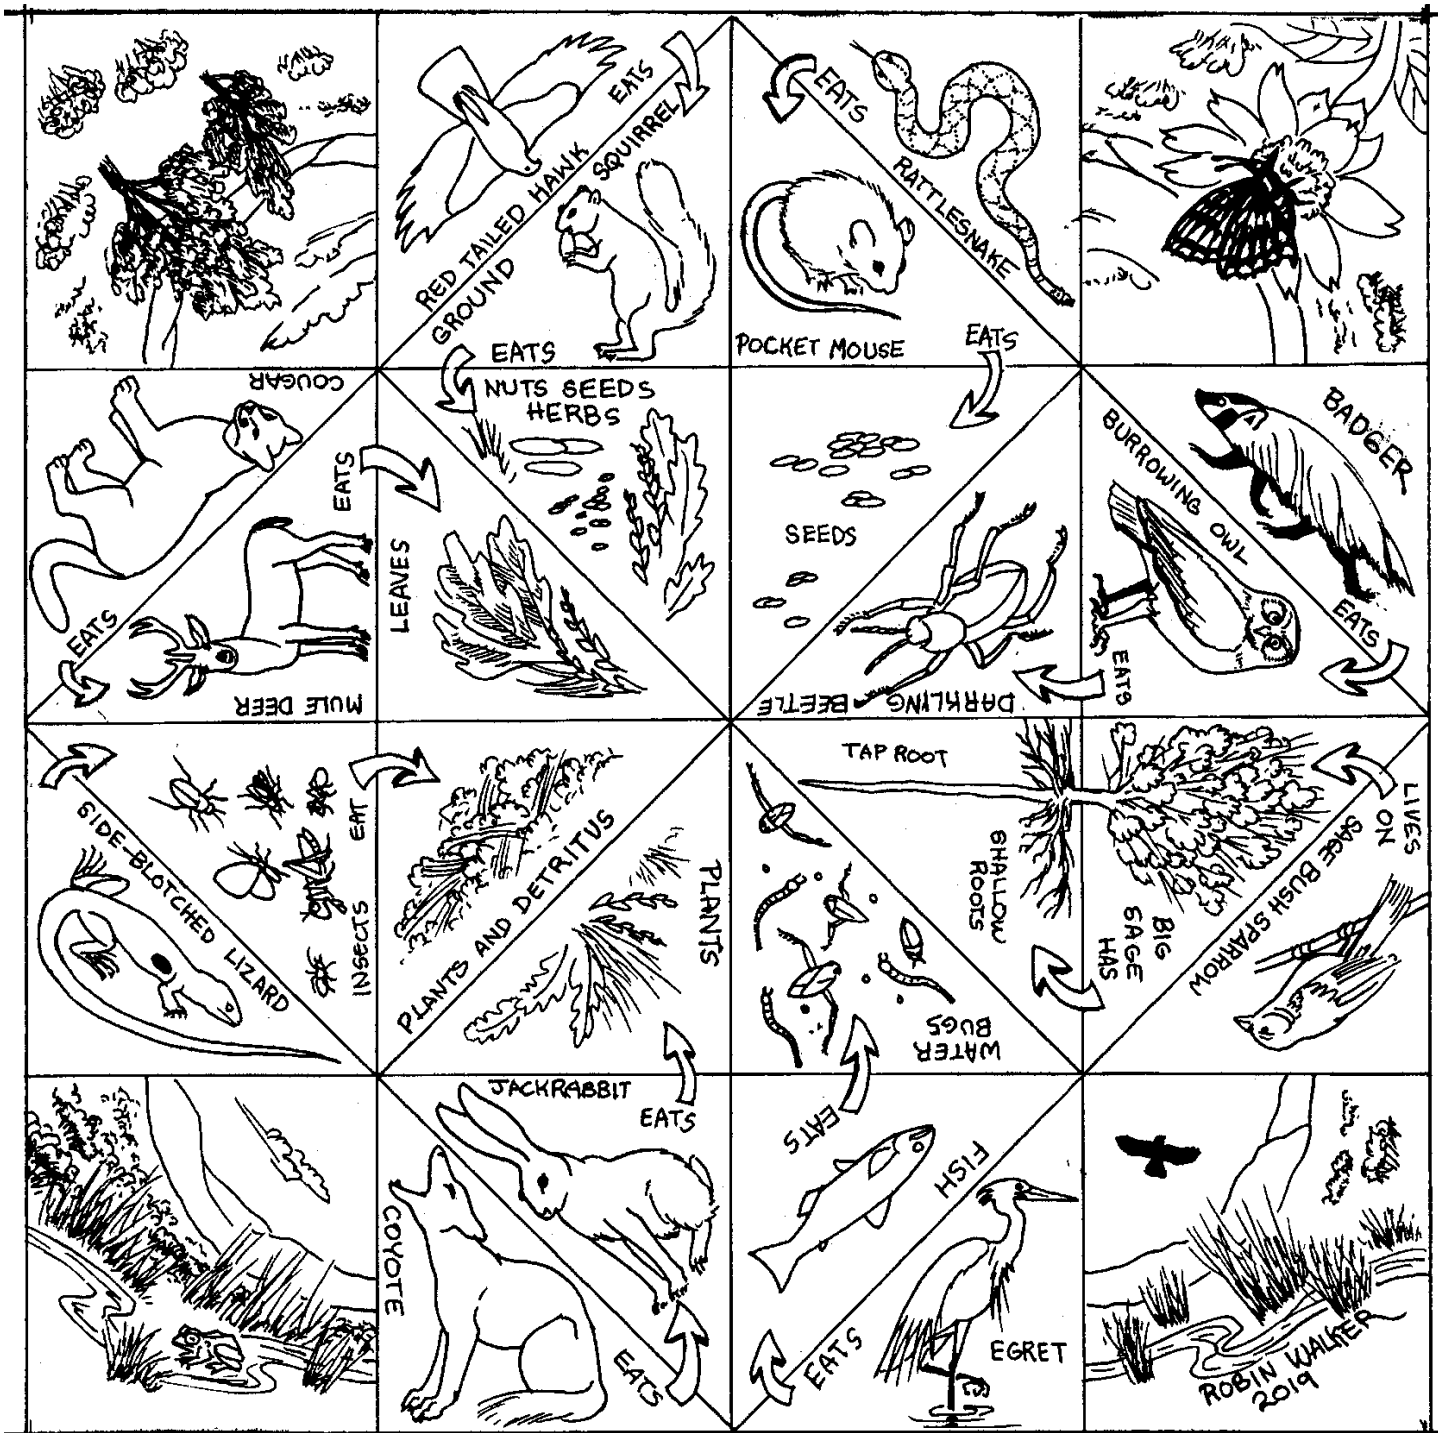 EATS
RED TAILED HAWK
GROUND SQUIRREL
EATS
NUTS SEEDS
HERBS
EATS
RATTLESNAKE
POCKET MOUSE
EATS
SEEDS
COUGAR
EATS
MULE DEER
EATS
LEAVES
BADGER
EATS
BURROWING OWL
EATS
DARKLING BEETLE
SIDE-BLOTCHED LIZARD
INSECTS EAT
PLANTS AND DETRITUS
PLANTS
TAP ROOT
SHALLOW
ROOTS
BIG
SAGE
HAS
LIVES
ON
SAGE BUSH SPARROW
WATER
BUGS
JACKRABBIT
EATS
COYOTE
EATS
EATS
FISH
EATS
EGRET
ROBIN WALKER
2019